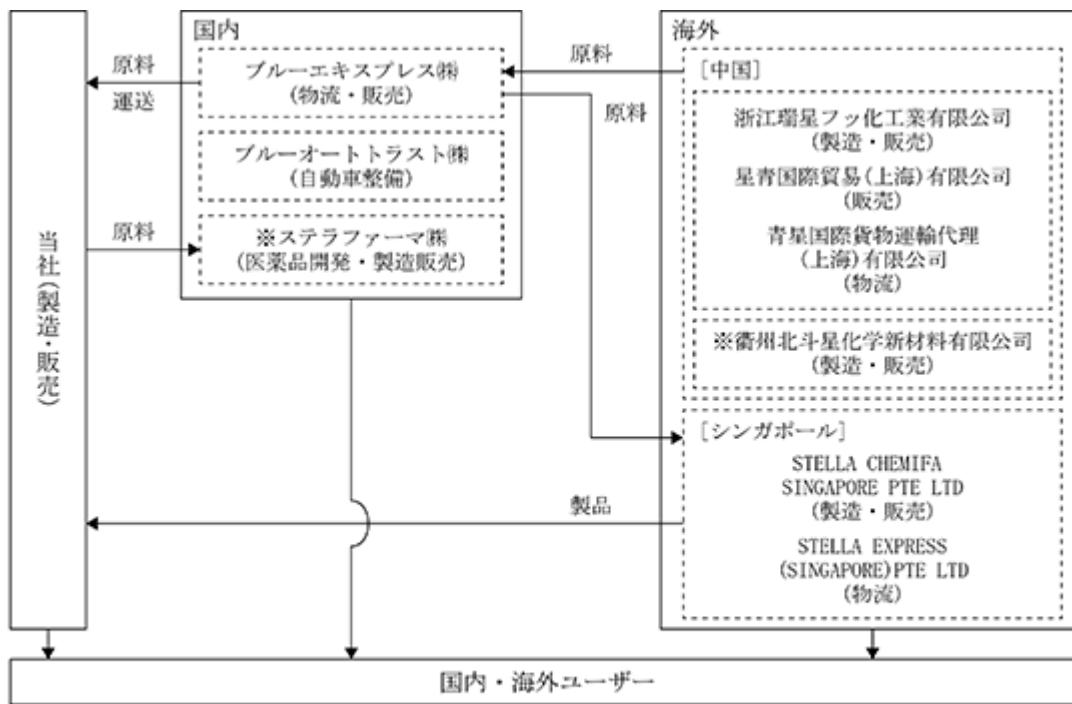 当社(製造・販売)
国内
ブルーエキスプレス㈱
(物流・販売)
ブルーオートトラスト㈱
(自動車整備)
※ステラファーマ㈱
(医薬品開発・製造販売)
原料
運送
原料
原料
原料
製品
海外
[中国]
浙江瑞星フッ化工業有限公司
(製造・販売)
星青国際貿易(上海)有限公司
(販売)
青星国際貨物運輸代理
(上海)有限公司
(物流)
※衢州北斗星化学新材料有限公司
(製造・販売)
[シンガポール]
STELLA CHEMIFA
SINGAPORE PTE LTD
(製造・販売)
STELLA EXPRESS
(SINGAPORE)PTE LTD
(物流)
国内・海外ユーザー